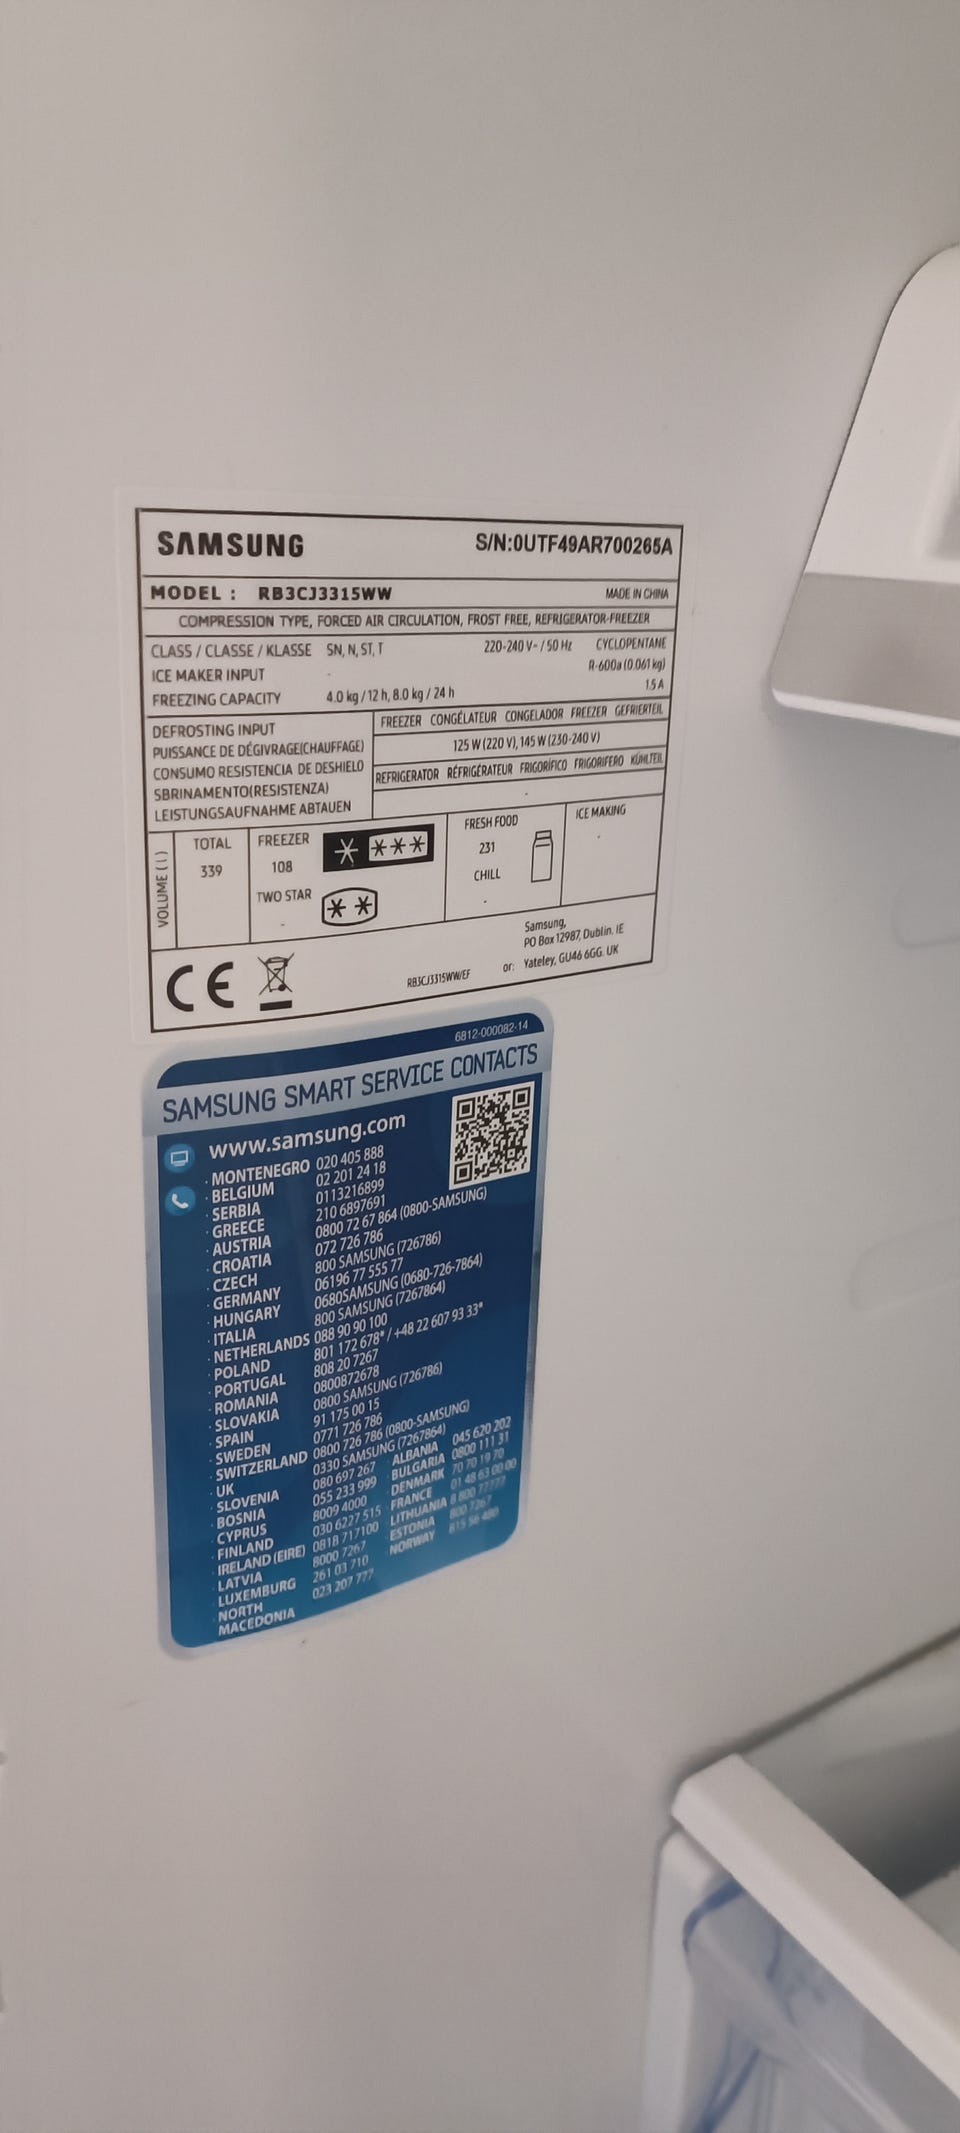 SAMSUNG S/N:0UTF49AR700265A
MODEL : RB3CJ3315WW MADE IN CHINA
COMPRESSION TYPE, FORCED AIR CIRCULATION, FROST FREE, REFRIGERATOR-FREEZER
CLASS / CLASSE / KLASSE SN, N, ST, T 220-240 V~ / 50 Hz CYCLOPENTANE
ICE MAKER INPUT - R-600a (0.061 kg)
FREEZING CAPACITY 4.0 kg / 12 h, 8.0 kg / 24 h 1.5 A
DEFROSTING INPUT
PUISSANCE DE DÉGIVRAGE(CHAUFFAGE)
CONSUMO RESISTENCIA DE DESHIELO
SBRINAMENTO(RESISTENZA)
LEISTUNGSAUFNAHME ABTAUEN
FREEZER CONGÉLATEUR CONGELADOR FREEZER GEFRIERTEIL
125 W (220 V), 145 W (230-240 V)
REFRIGERATOR RÉFRIGÉRATEUR FRIGORÍFICO FRIGORIFERO KÜHLTEIL
-
VOLUME (l)
TOTAL
339
FREEZER
108
TWO STAR
-
FRESH FOOD
231
CHILL
-
ICE MAKING
-
CE
RB3CJ3315WW/EF
Samsung,
PO Box 12987, Dublin. IE
or: Yateley, GU46 6GG. UK
6812-000082-14
SAMSUNG SMART SERVICE CONTACTS
www.samsung.com
· MONTENEGRO 020 405 888
· BELGIUM 02 201 24 18
· SERBIA 0113216899
· GREECE 210 6897691
· AUSTRIA 0800 72 67 864 (0800-SAMSUNG)
· CROATIA 072 726 786
· CZECH 800 SAMSUNG (726786)
· GERMANY 06196 77 555 77
· HUNGARY 0680SAMSUNG (0680-726-7864)
· ITALIA 800 SAMSUNG (7267864)
· NETHERLANDS 088 90 90 100
· POLAND 801 172 678* / +48 22 607 93 33*
· PORTUGAL 808 20 7267
· ROMANIA 0800872678
· SLOVAKIA 0800 SAMSUNG (726786)
· SPAIN 91 175 00 15
· SWEDEN 0771 726 786
· SWITZERLAND 0800 726 786 (0800-SAMSUNG)
· UK 0330 SAMSUNG (7267864)
· SLOVENIA 080 697 267
· BOSNIA 055 233 999
· CYPRUS 8009 4000
· FINLAND 030 6227 515
· IRELAND (EIRE) 0818 717100
· LATVIA 8000 7267
· LUXEMBURG 261 03 710
· NORTH 023 207 777
MACEDONIA
· ALBANIA 045 620 202
· BULGARIA 0800 111 31
· DENMARK 70 70 19 70
· FRANCE 01 48 63 00 00
· LITHUANIA 8 800 77777
· ESTONIA 800 7267
· NORWAY 815 56 480